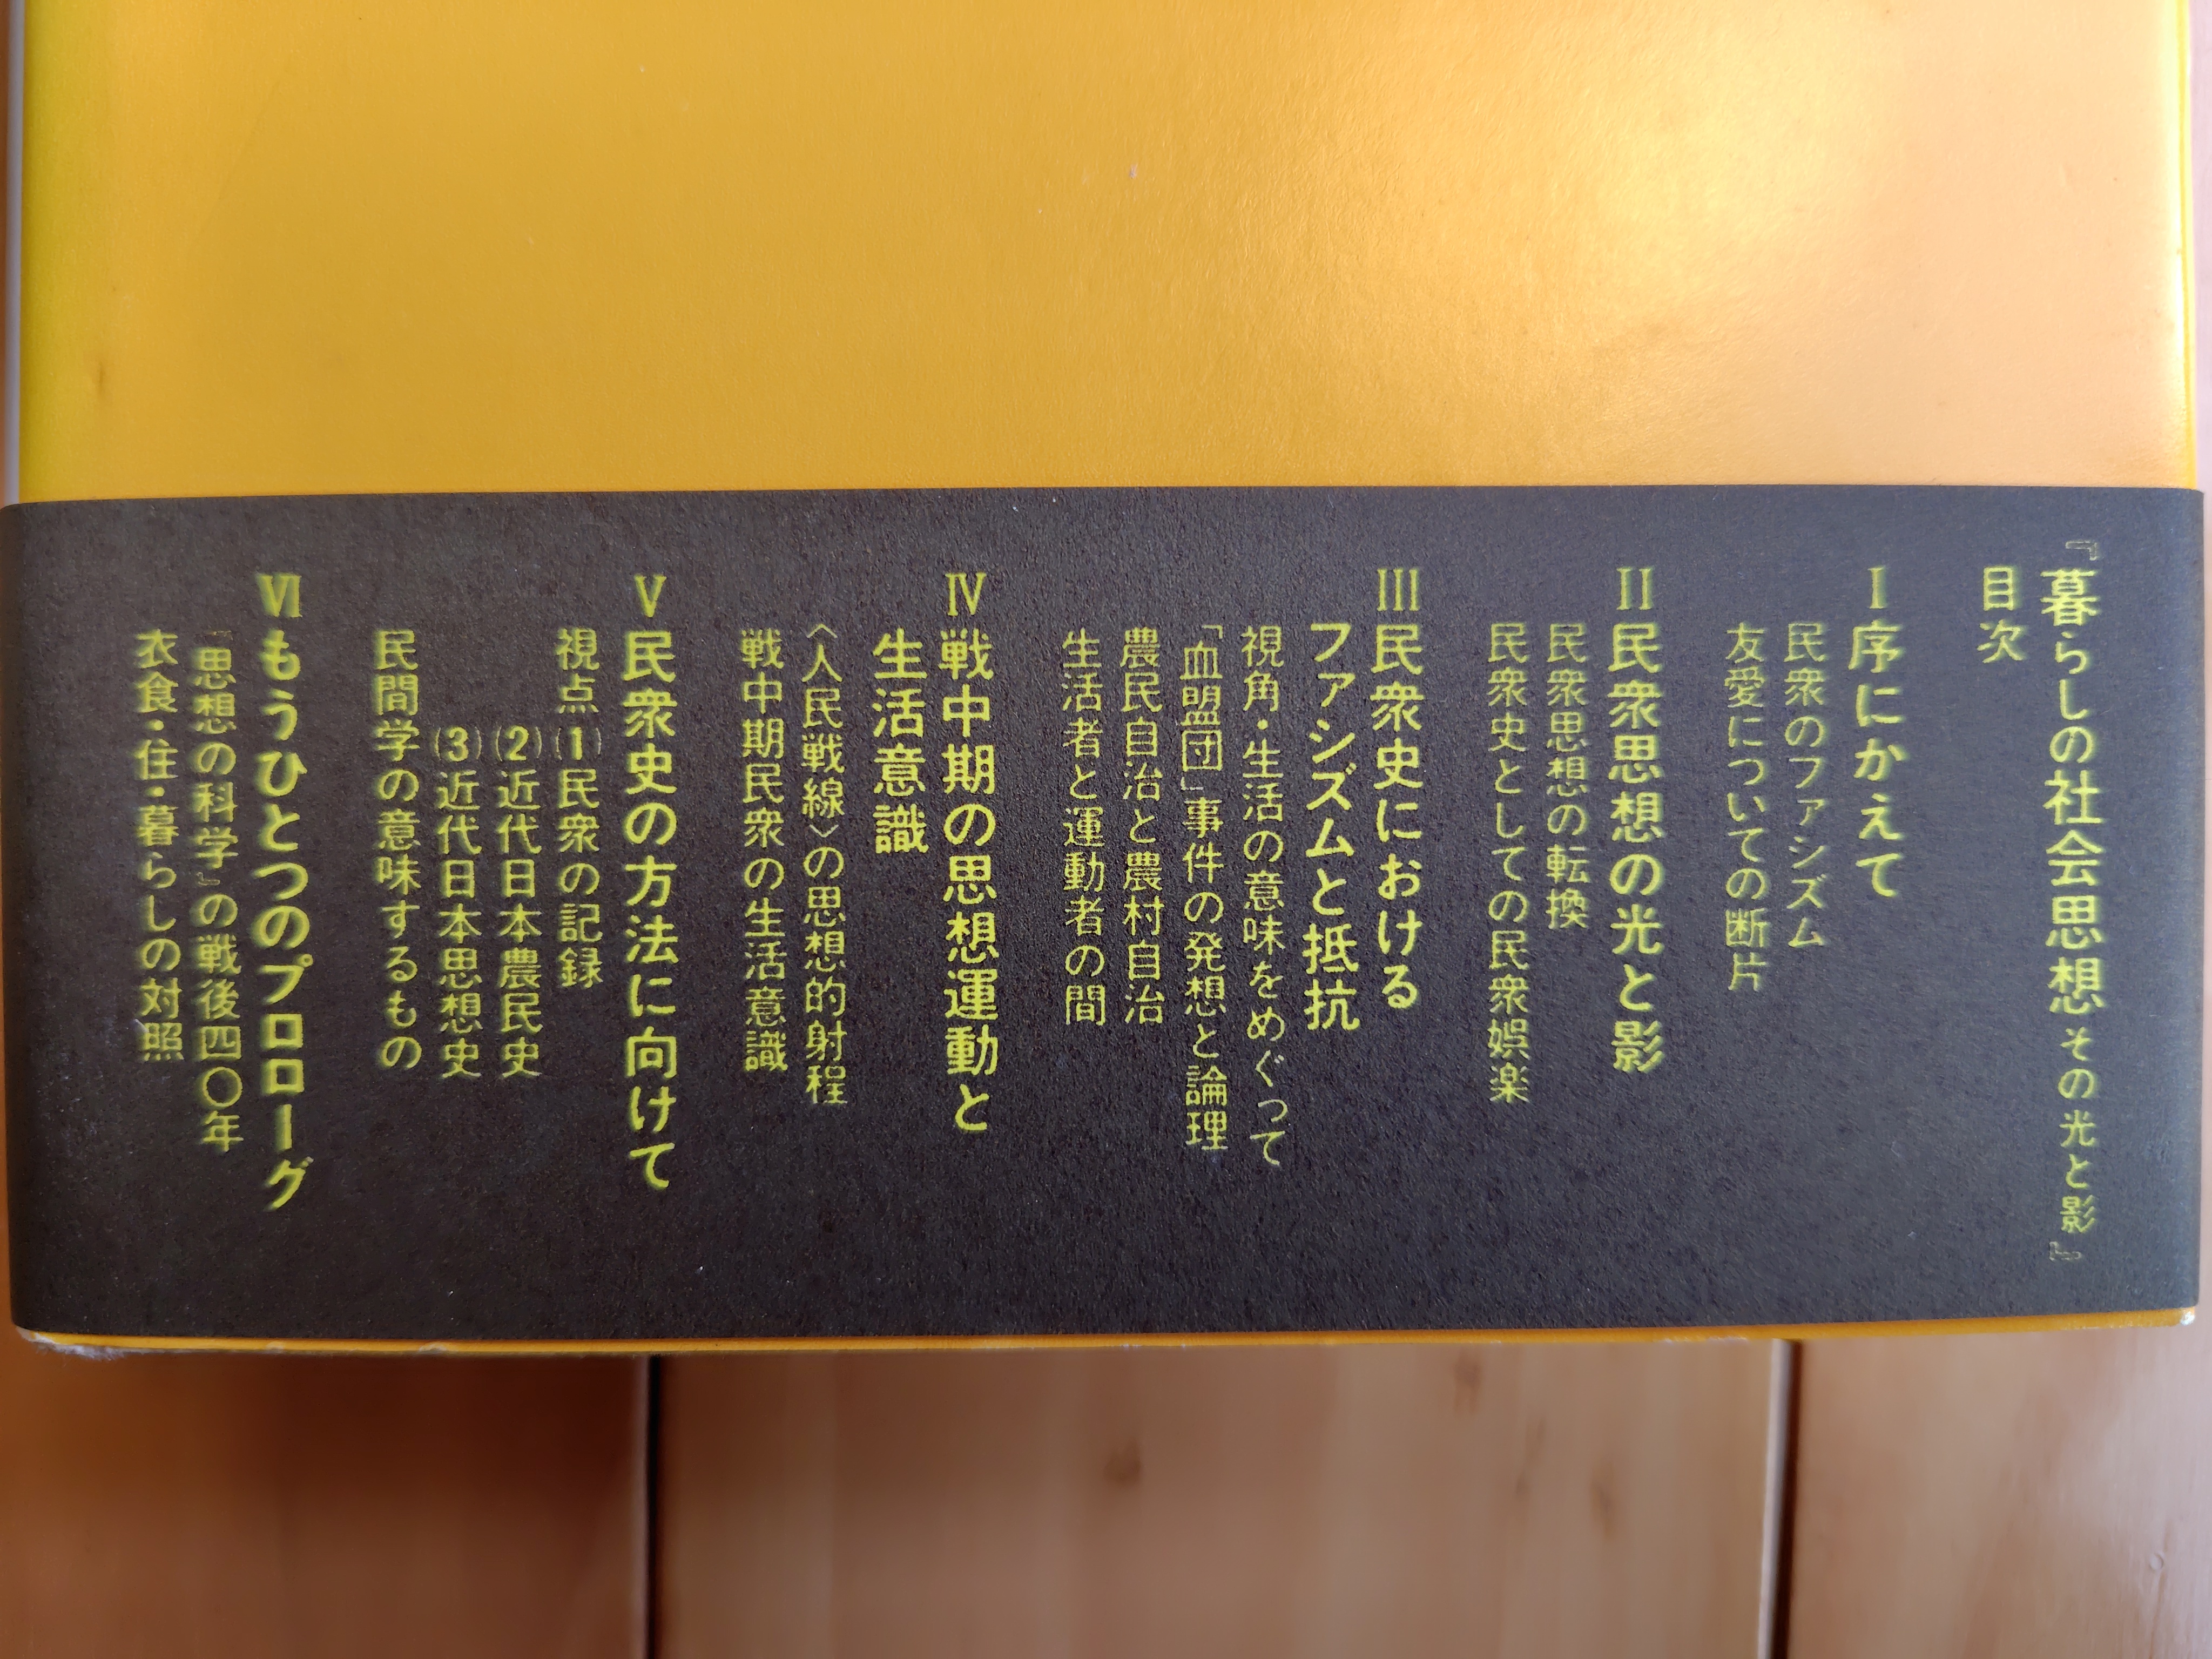 『暮らしの社会思想 その光と影』
目次
I 序にかえて
民衆のファシズム
友愛についての断片
II 民衆思想の光と影
民衆思想の転換
民衆史としての民衆娯楽
III 民衆史における
ファシズムと抵抗
視角・生活の意味をめぐって
「血盟団」事件の発想と論理
農民自治と農村自治
生活者と運動者の間
IV 戦中期の思想運動と
生活意識
〈人民戦線〉の思想的射程
戦中期民衆の生活意識
V 民衆史の方法に向けて
視点(1)民衆の記録
(2)近代日本農民史
(3)近代日本思想史
民間学の意味するもの
VI もうひとつのプロローグ
『思想の科学』の戦後四〇年
衣食・住・暮らしの対照